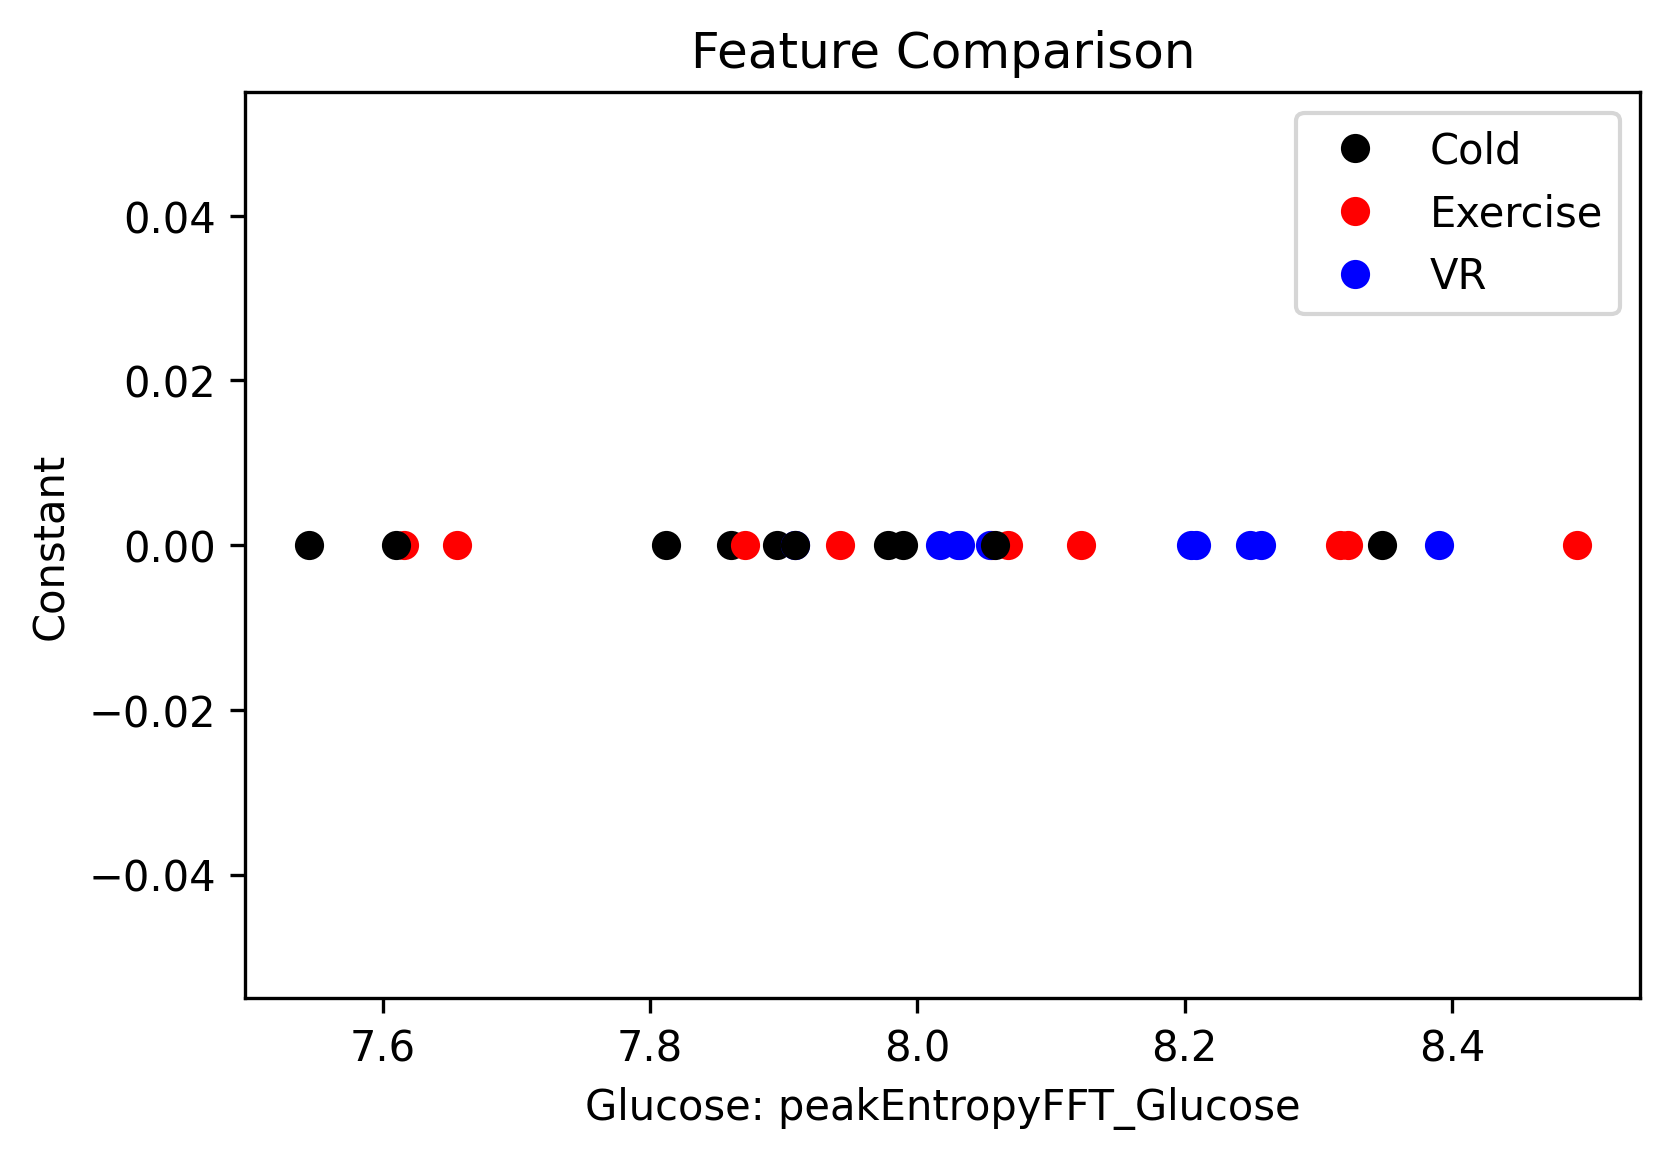 Feature Comparison
Cold
Exercise
VR
0.04
0.02
0.00
−0.02
−0.04
Constant
7.6 7.8 8.0 8.2 8.4
Glucose: peakEntropyFFT_Glucose